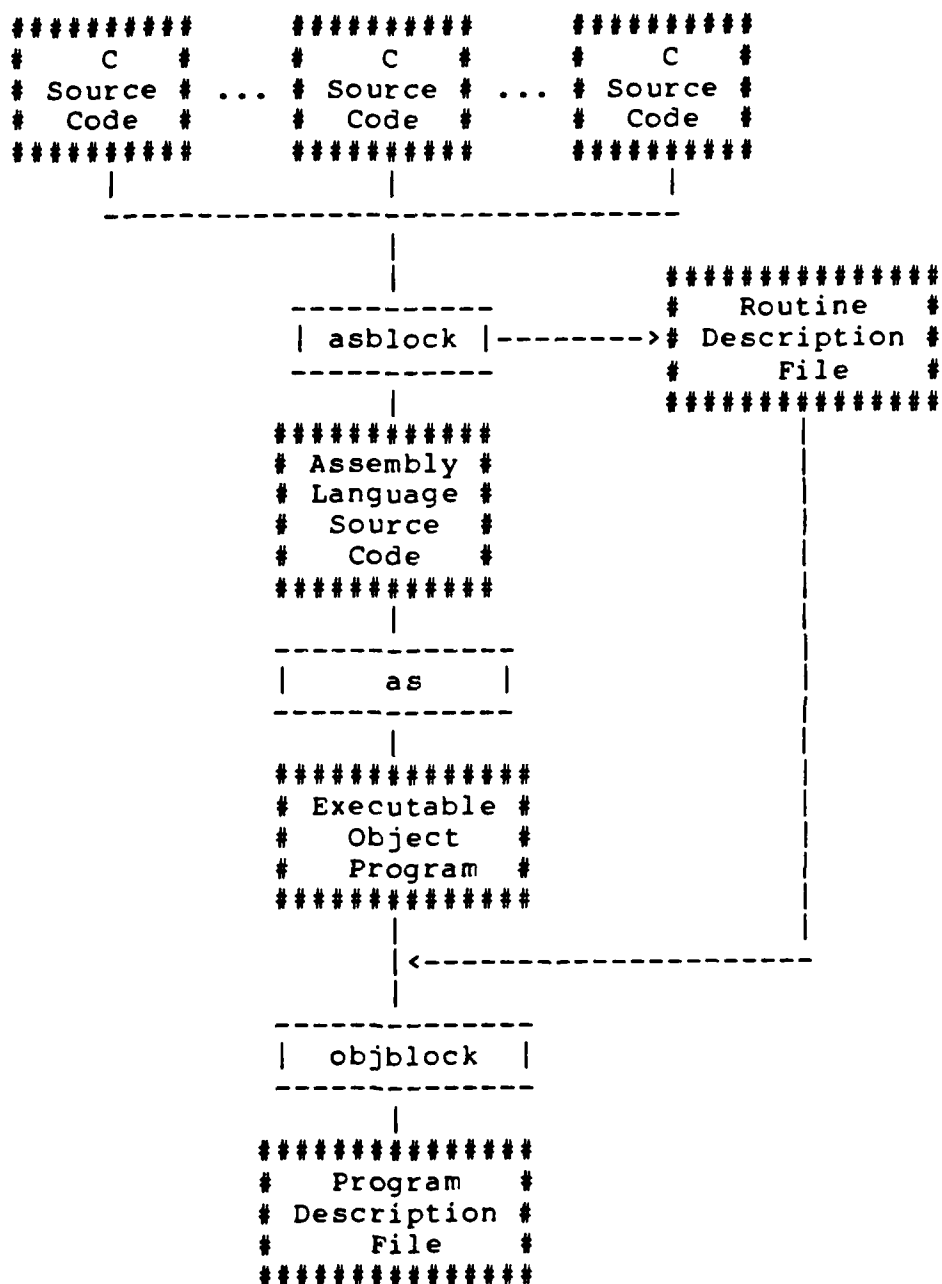 C C C
Source ... Source ... Source
Code Code Code
Routine
asblock Description
File
Assembly
Language
Source
Code
as
Executable
Object
Program
objblock
Program
Description
File